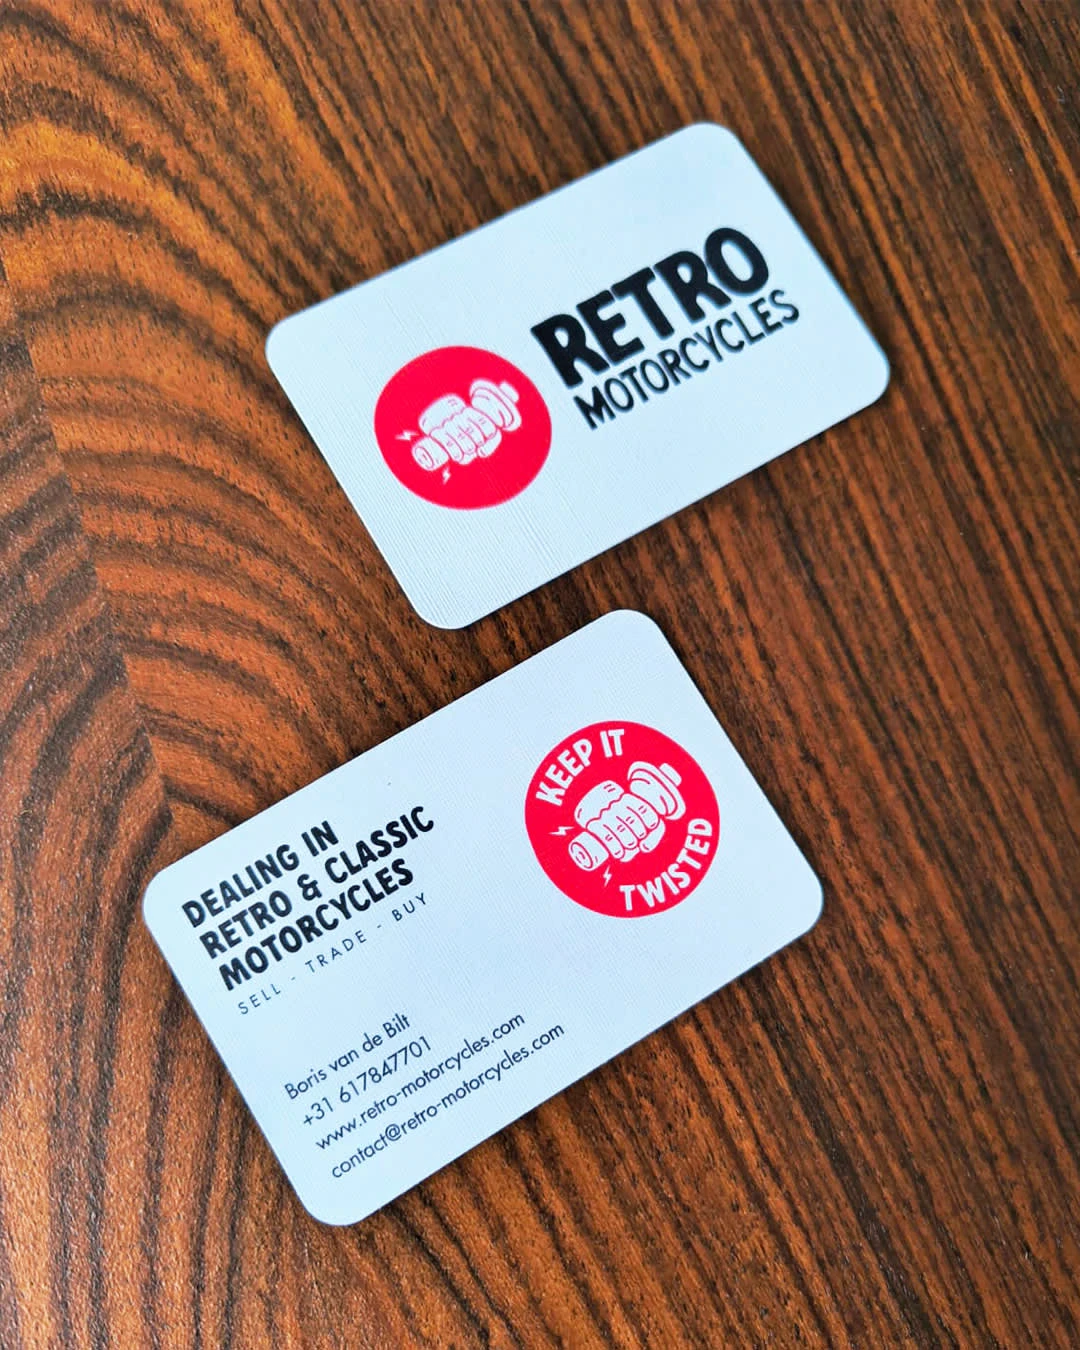 RETRO
MOTORCYCLES
KEEP IT
TWISTED
DEALING IN
RETRO & CLASSIC
MOTORCYCLES
SELL - TRADE - BUY
Boris van de Bilt
+31 617847701
www.retro-motorcycles.com
contact@retro-motorcycles.com